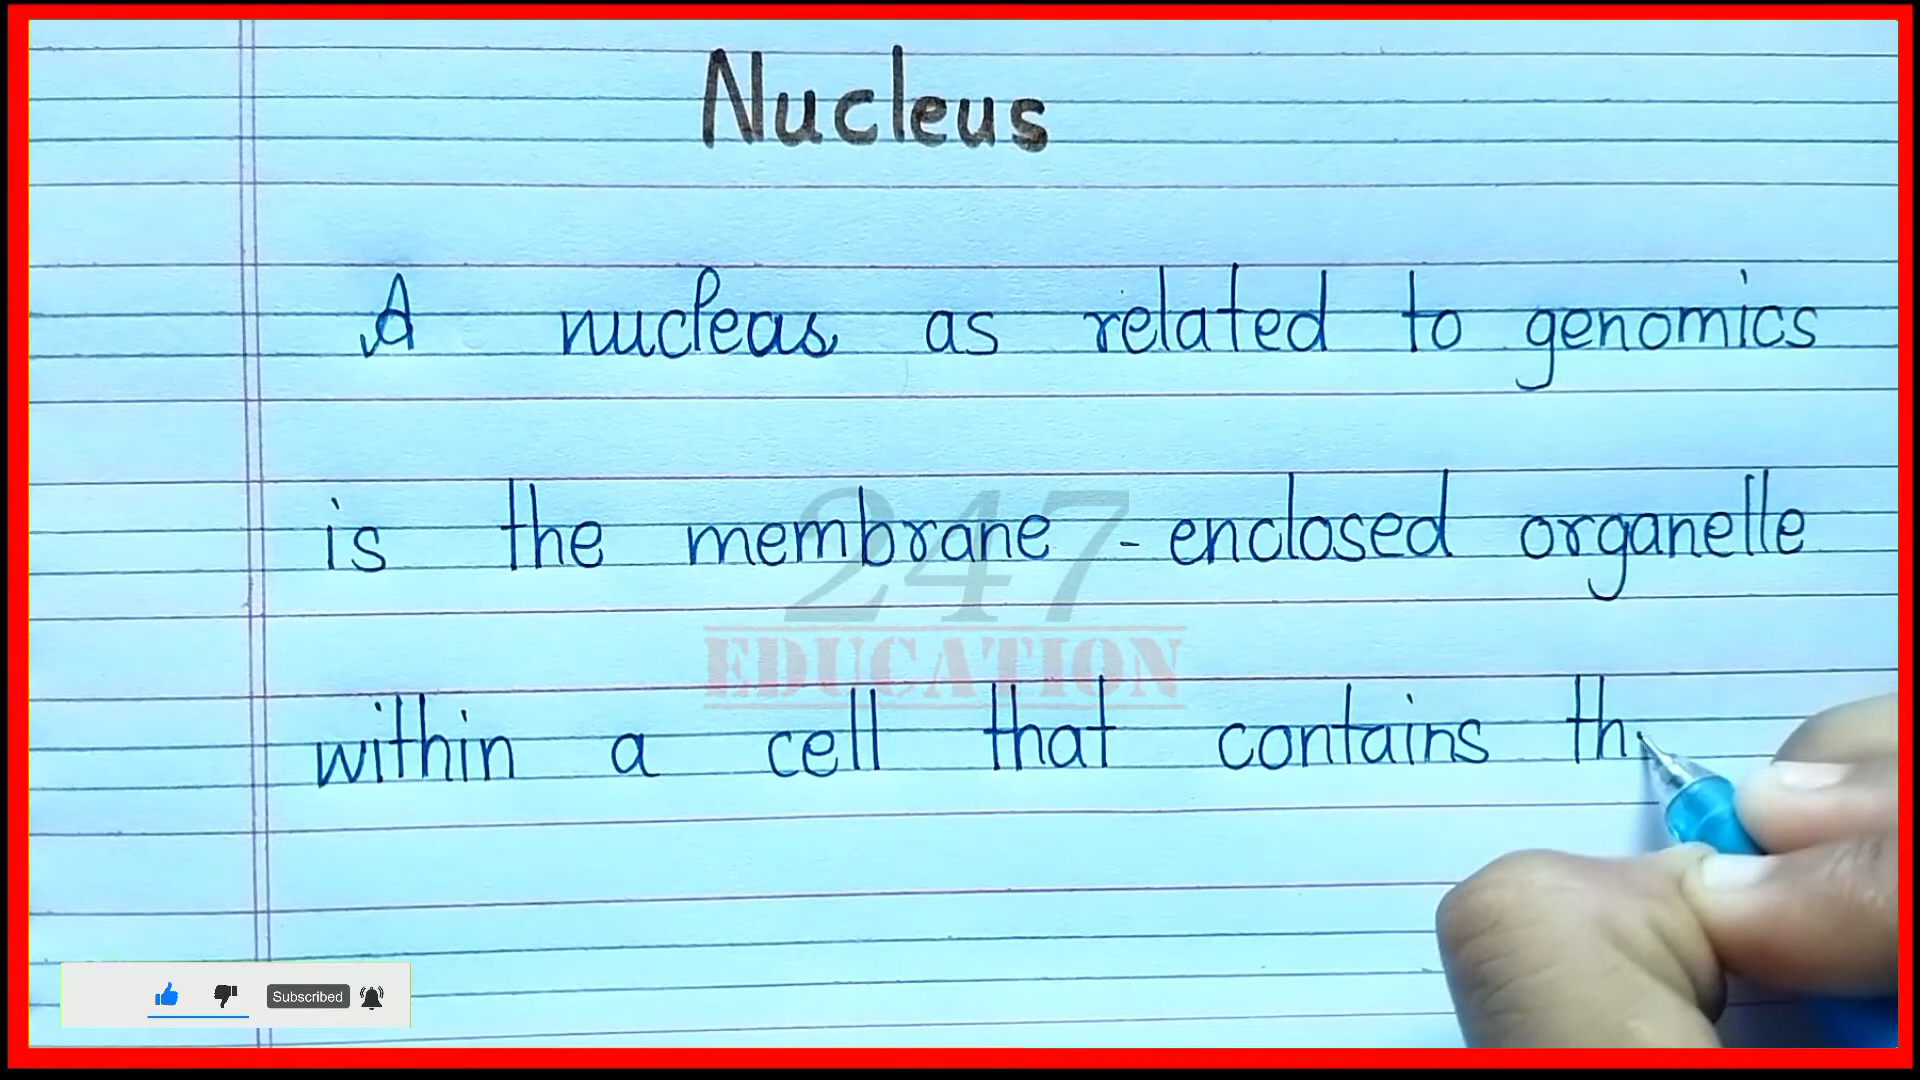 Nucleus
A nucleas as related to genomics
is the membrane - enclosed organelle
247
EDUCATION
within a cell that contains th
Subscribed